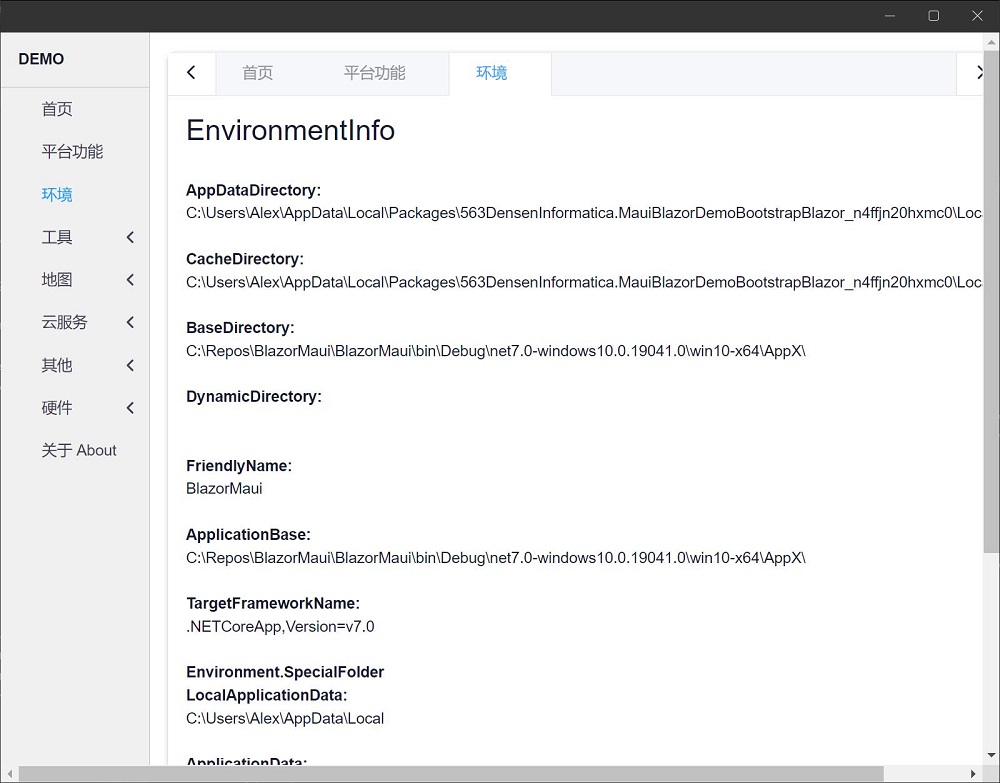 DEMO
首页
平台功能
环境
工具
地图
云服务
其他
硬件
关于 About
首页 平台功能 环境
EnvironmentInfo
AppDataDirectory:
C:\Users\Alex\AppData\Local\Packages\563DensenInformatica.MauiBlazorDemoBootstrapBlazor_n4ffjn20hxmc0\Loc
CacheDirectory:
C:\Users\Alex\AppData\Local\Packages\563DensenInformatica.MauiBlazorDemoBootstrapBlazor_n4ffjn20hxmc0\Loc
BaseDirectory:
C:\Repos\BlazorMaui\BlazorMaui\bin\Debug\net7.0-windows10.0.19041.0\win10-x64\AppX\
DynamicDirectory:
FriendlyName:
BlazorMaui
ApplicationBase:
C:\Repos\BlazorMaui\BlazorMaui\bin\Debug\net7.0-windows10.0.19041.0\win10-x64\AppX\
TargetFrameworkName:
.NETCoreApp,Version=v7.0
Environment.SpecialFolder
LocalApplicationData:
C:\Users\Alex\AppData\Local
ApplicationData: